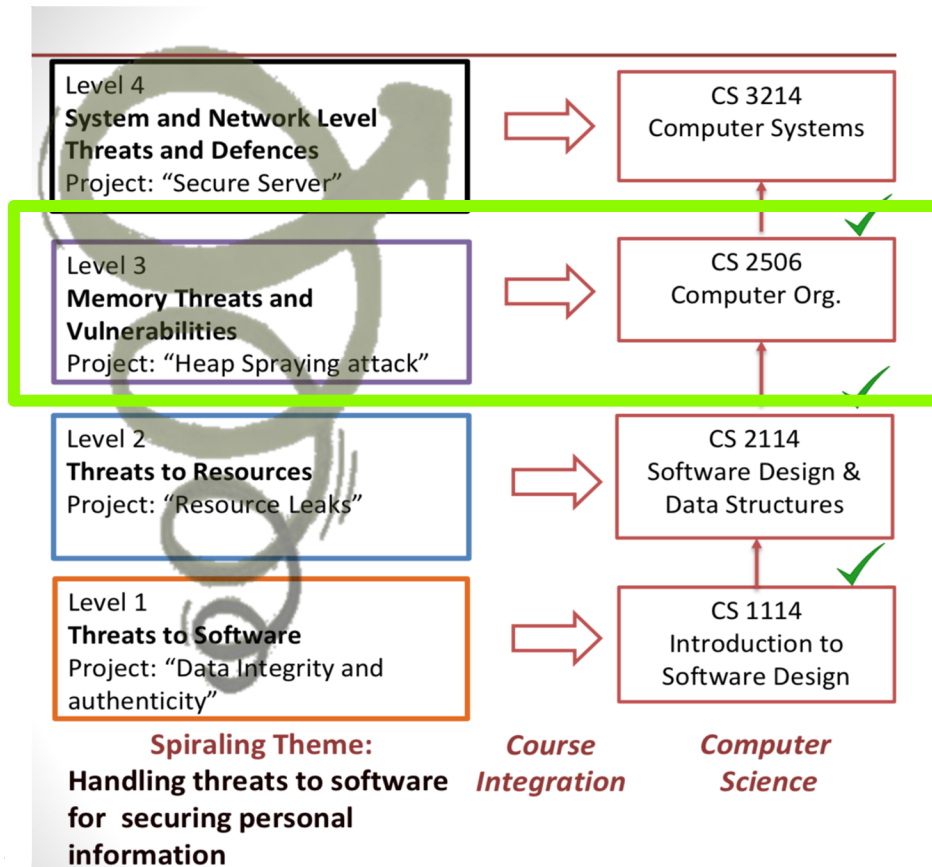 Level 4
System and Network Level
Threats and Defences
Project: “Secure Server”
CS 3214
Computer Systems
Level 3
Memory Threats and
Vulnerabilities
Project: “Heap Spraying attack”
CS 2506
Computer Org.
Level 2
Threats to Resources
Project: “Resource Leaks”
CS 2114
Software Design &
Data Structures
Level 1
Threats to Software
Project: “Data Integrity and
authenticity”
CS 1114
Introduction to
Software Design
Spiraling Theme:
Handling threats to software
for securing personal
information
Course
Integration
Computer
Science